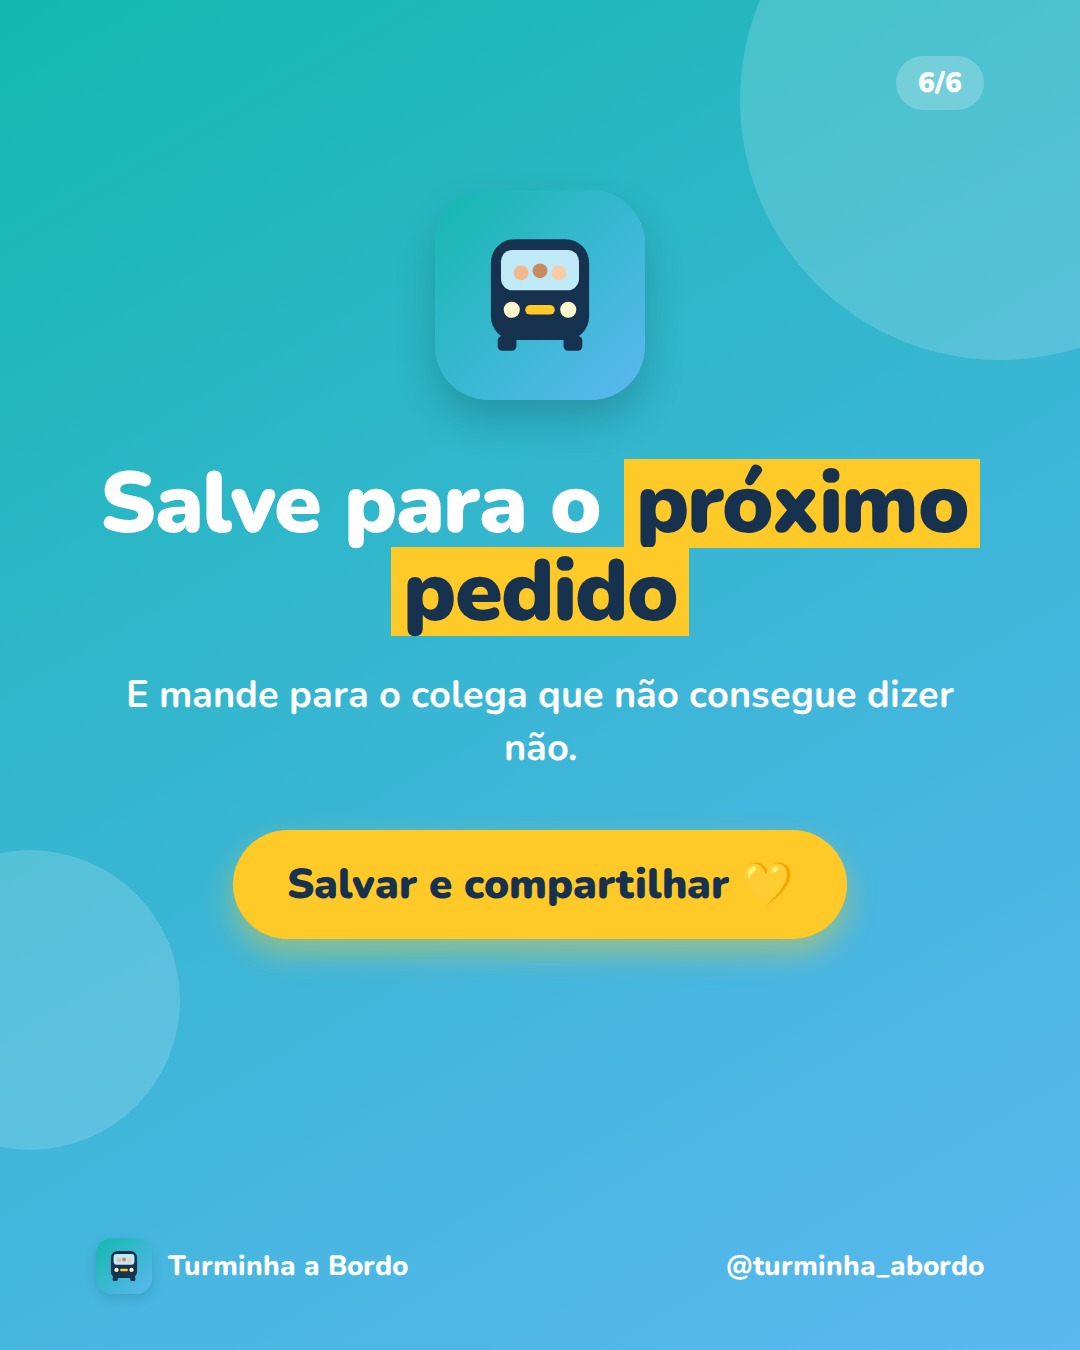 6/6
Salve para o próximo
pedido
E mande para o colega que não consegue dizer
não.
Salvar e compartilhar 💛
Turminha a Bordo
@turminha_abordo